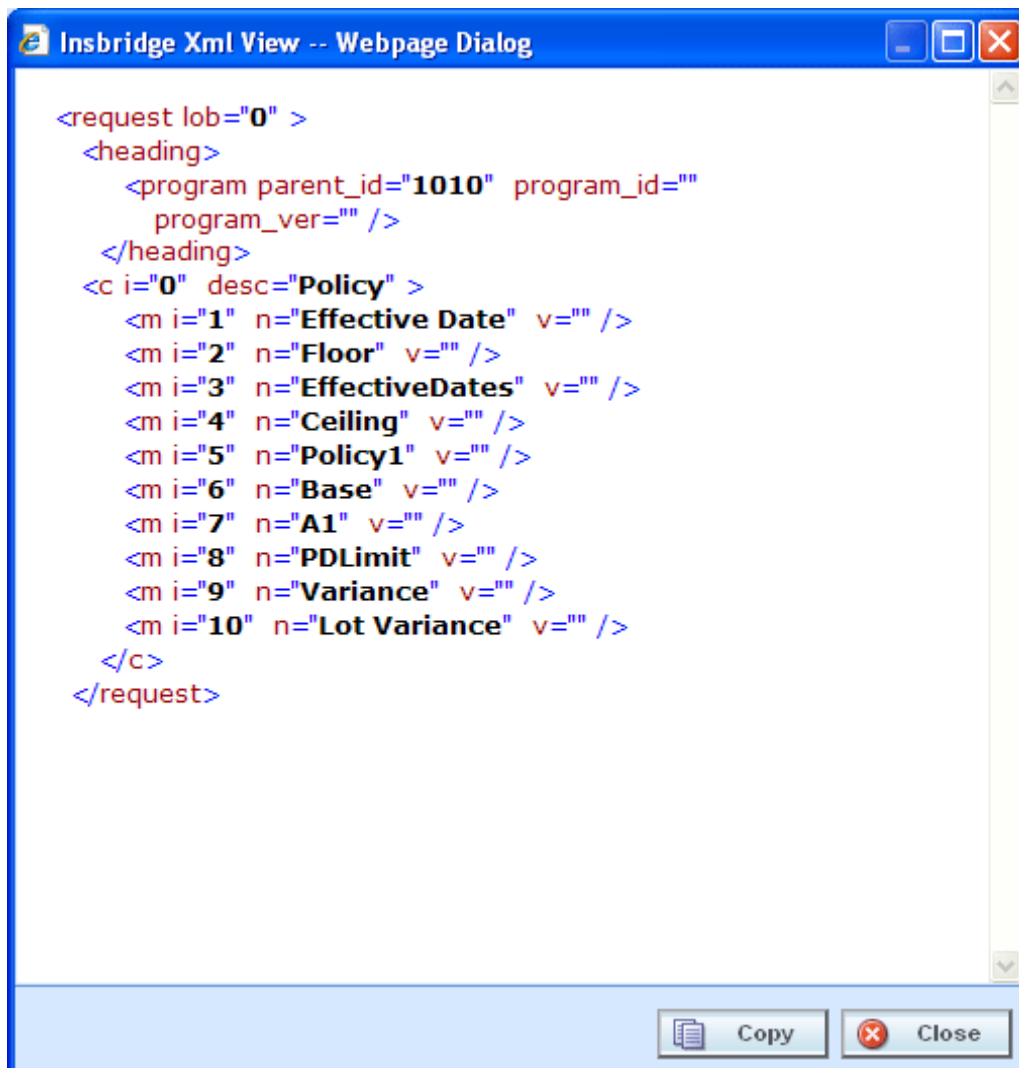 Insbridge Xml View -- Webpage Dialog
<request lob="0" >
<heading>
<program parent_id="1010" program_id=""
program_ver="" />
</heading>
<c i="0" desc="Policy" >
<m i="1" n="Effective Date" v="" />
<m i="2" n="Floor" v="" />
<m i="3" n="EffectiveDates" v="" />
<m i="4" n="Ceiling" v="" />
<m i="5" n="Policy1" v="" />
<m i="6" n="Base" v="" />
<m i="7" n="A1" v="" />
<m i="8" n="PDLimit" v="" />
<m i="9" n="Variance" v="" />
<m i="10" n="Lot Variance" v="" />
</c>
</request>
Copy Close